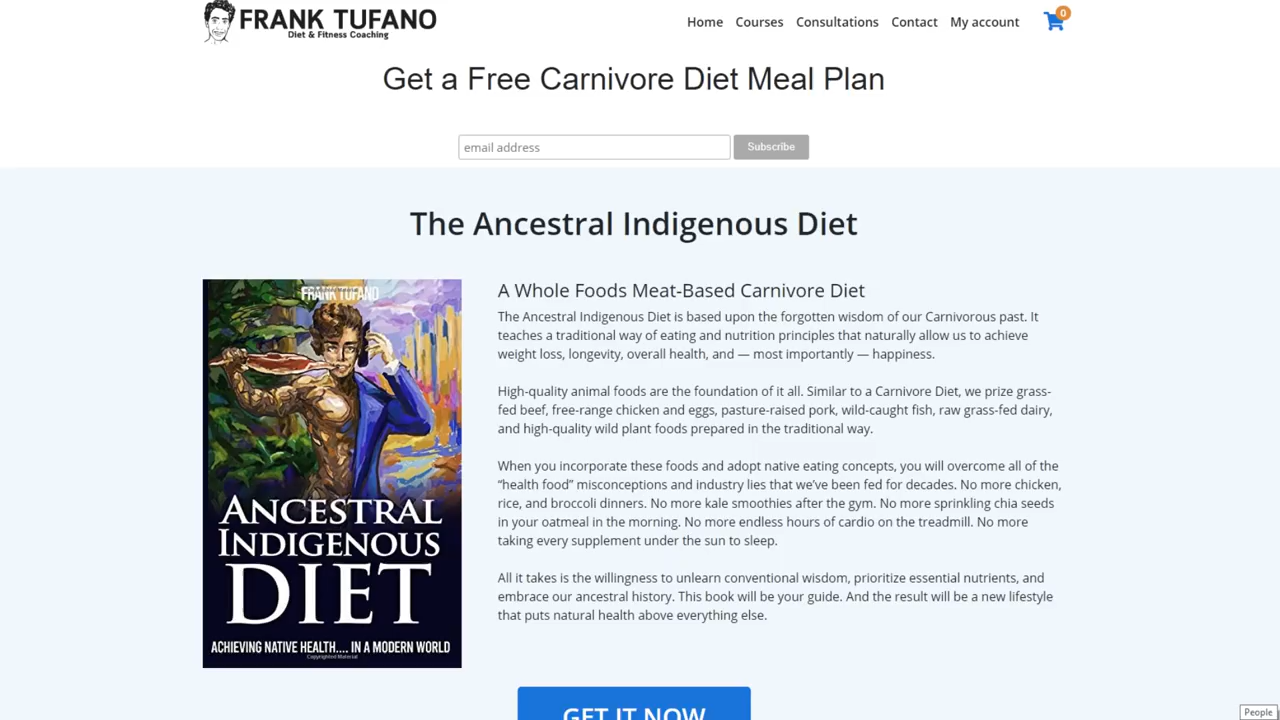 FRANK TUFANO
Diet & Fitness Coaching
Home Courses Consultations Contact My account
0
Get a Free Carnivore Diet Meal Plan
email address
Subscribe
The Ancestral Indigenous Diet
FRANK TUFANO
ANCESTRAL
INDIGENOUS
DIET
ACHIEVING NATIVE HEALTH.... IN A MODERN WORLD
Copyrighted Material
A Whole Foods Meat-Based Carnivore Diet
The Ancestral Indigenous Diet is based upon the forgotten wisdom of our Carnivorous past. It
teaches a traditional way of eating and nutrition principles that naturally allow us to achieve
weight loss, longevity, overall health, and — most importantly — happiness.
High-quality animal foods are the foundation of it all. Similar to a Carnivore Diet, we prize grass-
fed beef, free-range chicken and eggs, pasture-raised pork, wild-caught fish, raw grass-fed dairy,
and high-quality wild plant foods prepared in the traditional way.
When you incorporate these foods and adopt native eating concepts, you will overcome all of the
“health food” misconceptions and industry lies that we’ve been fed for decades. No more chicken,
rice, and broccoli dinners. No more kale smoothies after the gym. No more sprinkling chia seeds
in your oatmeal in the morning. No more endless hours of cardio on the treadmill. No more
taking every supplement under the sun to sleep.
All it takes is the willingness to unlearn conventional wisdom, prioritize essential nutrients, and
embrace our ancestral history. This book will be your guide. And the result will be a new lifestyle
that puts natural health above everything else.
GET IT NOW
People